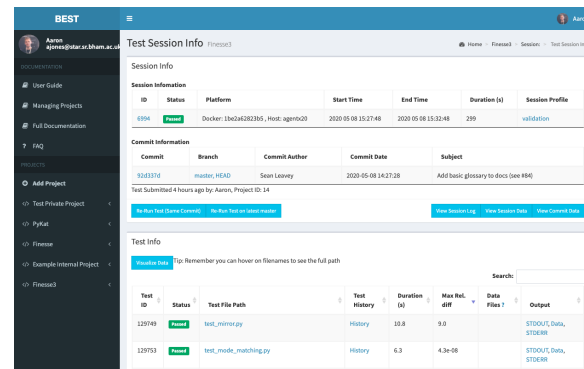 BEST
Aaron
Aaron
ajones@star.sr.bham.ac.uk
DOCUMENTATION
User Guide
Managing Projects
Full Documentation
? FAQ
PROJECTS
Add Project
</> Test Private Project
</> PyKat
</> Finesse
</> Example Internal Project
</> Finesse3
Test Session Info Finesse3
Home Finesse3 Session: Test Session In
Session Info
Session Infomation
ID Status Platform Start Time End Time Duration (s) Session Profile
6994 Passed Docker: 1be2a62823b5 , Host: agentx20 2020 05 08 15:27:48 2020 05 08 15:32:48 299 validation
Commit Information
Commit Branch Commit Author Commit Date Subject
92d337d master, HEAD Sean Leavey 2020-05-08 14:27:28 Add basic glossary to docs (see #84)
Test Submitted 4 hours ago by: Aaron, Project ID: 14
Re-Run Test (Same Commit) Re-Run Test on latest master View Session Log View Session Data View Commit Data
Test Info
Visualize Data Tip: Remember you can hover on filenames to see the full path
Search:
Test ID Status Test File Path Test History Duration (s) Max Rel. diff Data Files ? Output
129749 Passed test_mirror.py History 10.8 9.0 STDOUT, Data, STDERR
129753 Passed test_mode_matching.py History 6.3 4.3e-08 STDOUT, Data, STDERR